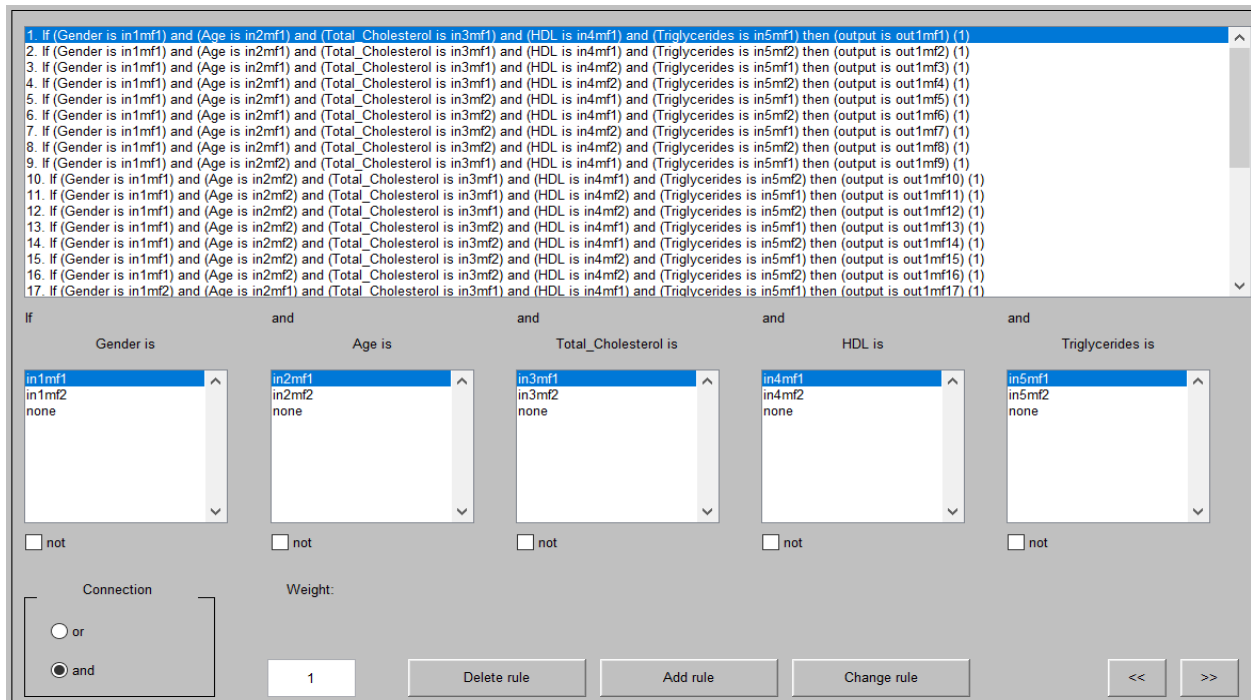 1. If (Gender is in1mf1) and (Age is in2mf1) and (Total_Cholesterol is in3mf1) and (HDL is in4mf1) and (Triglycerides is in5mf1) then (output is out1mf1) (1)
2. If (Gender is in1mf1) and (Age is in2mf1) and (Total_Cholesterol is in3mf1) and (HDL is in4mf1) and (Triglycerides is in5mf2) then (output is out1mf2) (1)
3. If (Gender is in1mf1) and (Age is in2mf1) and (Total_Cholesterol is in3mf1) and (HDL is in4mf2) and (Triglycerides is in5mf1) then (output is out1mf3) (1)
4. If (Gender is in1mf1) and (Age is in2mf1) and (Total_Cholesterol is in3mf1) and (HDL is in4mf2) and (Triglycerides is in5mf2) then (output is out1mf4) (1)
5. If (Gender is in1mf1) and (Age is in2mf1) and (Total_Cholesterol is in3mf2) and (HDL is in4mf1) and (Triglycerides is in5mf1) then (output is out1mf5) (1)
6. If (Gender is in1mf1) and (Age is in2mf1) and (Total_Cholesterol is in3mf2) and (HDL is in4mf1) and (Triglycerides is in5mf2) then (output is out1mf6) (1)
7. If (Gender is in1mf1) and (Age is in2mf1) and (Total_Cholesterol is in3mf2) and (HDL is in4mf2) and (Triglycerides is in5mf1) then (output is out1mf7) (1)
8. If (Gender is in1mf1) and (Age is in2mf1) and (Total_Cholesterol is in3mf2) and (HDL is in4mf2) and (Triglycerides is in5mf2) then (output is out1mf8) (1)
9. If (Gender is in1mf1) and (Age is in2mf2) and (Total_Cholesterol is in3mf1) and (HDL is in4mf1) and (Triglycerides is in5mf1) then (output is out1mf9) (1)
10. If (Gender is in1mf1) and (Age is in2mf2) and (Total_Cholesterol is in3mf1) and (HDL is in4mf1) and (Triglycerides is in5mf2) then (output is out1mf10) (1)
11. If (Gender is in1mf1) and (Age is in2mf2) and (Total_Cholesterol is in3mf1) and (HDL is in4mf2) and (Triglycerides is in5mf1) then (output is out1mf11) (1)
12. If (Gender is in1mf1) and (Age is in2mf2) and (Total_Cholesterol is in3mf1) and (HDL is in4mf2) and (Triglycerides is in5mf2) then (output is out1mf12) (1)
13. If (Gender is in1mf1) and (Age is in2mf2) and (Total_Cholesterol is in3mf2) and (HDL is in4mf1) and (Triglycerides is in5mf1) then (output is out1mf13) (1)
14. If (Gender is in1mf1) and (Age is in2mf2) and (Total_Cholesterol is in3mf2) and (HDL is in4mf1) and (Triglycerides is in5mf2) then (output is out1mf14) (1)
15. If (Gender is in1mf1) and (Age is in2mf2) and (Total_Cholesterol is in3mf2) and (HDL is in4mf2) and (Triglycerides is in5mf1) then (output is out1mf15) (1)
16. If (Gender is in1mf1) and (Age is in2mf2) and (Total_Cholesterol is in3mf2) and (HDL is in4mf2) and (Triglycerides is in5mf2) then (output is out1mf16) (1)
17. If (Gender is in1mf2) and (Age is in2mf1) and (Total_Cholesterol is in3mf1) and (HDL is in4mf1) and (Triglycerides is in5mf1) then (output is out1mf17) (1)
If and and and and
Gender is Age is Total_Cholesterol is HDL is Triglycerides is
in1mf1 in2mf1 in3mf1 in4mf1 in5mf1
in1mf2 in2mf2 in3mf2 in4mf2 in5mf2
none none none none none
not not not not not
Connection Weight:
or
and 1 Delete rule Add rule Change rule << >>